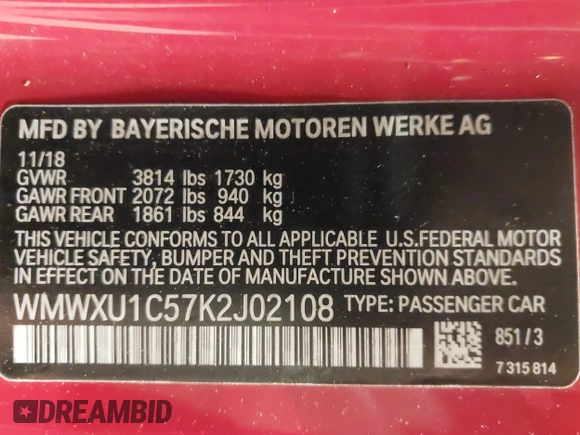 MFD BY BAYERISCHE MOTOREN WERKE AG
11/18
GVWR 3814 lbs 1730 kg
GAWR FRONT 2072 lbs 940 kg
GAWR REAR 1861 lbs 844 kg
THIS VEHICLE CONFORMS TO ALL APPLICABLE U.S.FEDERAL MOTOR
VEHICLE SAFETY, BUMPER AND THEFT PREVENTION STANDARDS
IN EFFECT ON THE DATE OF MANUFACTURE SHOWN ABOVE.
WMWXU1C57K2J02108 TYPE: PASSENGER CAR
851 / 3
7 315 814
DREAMBID